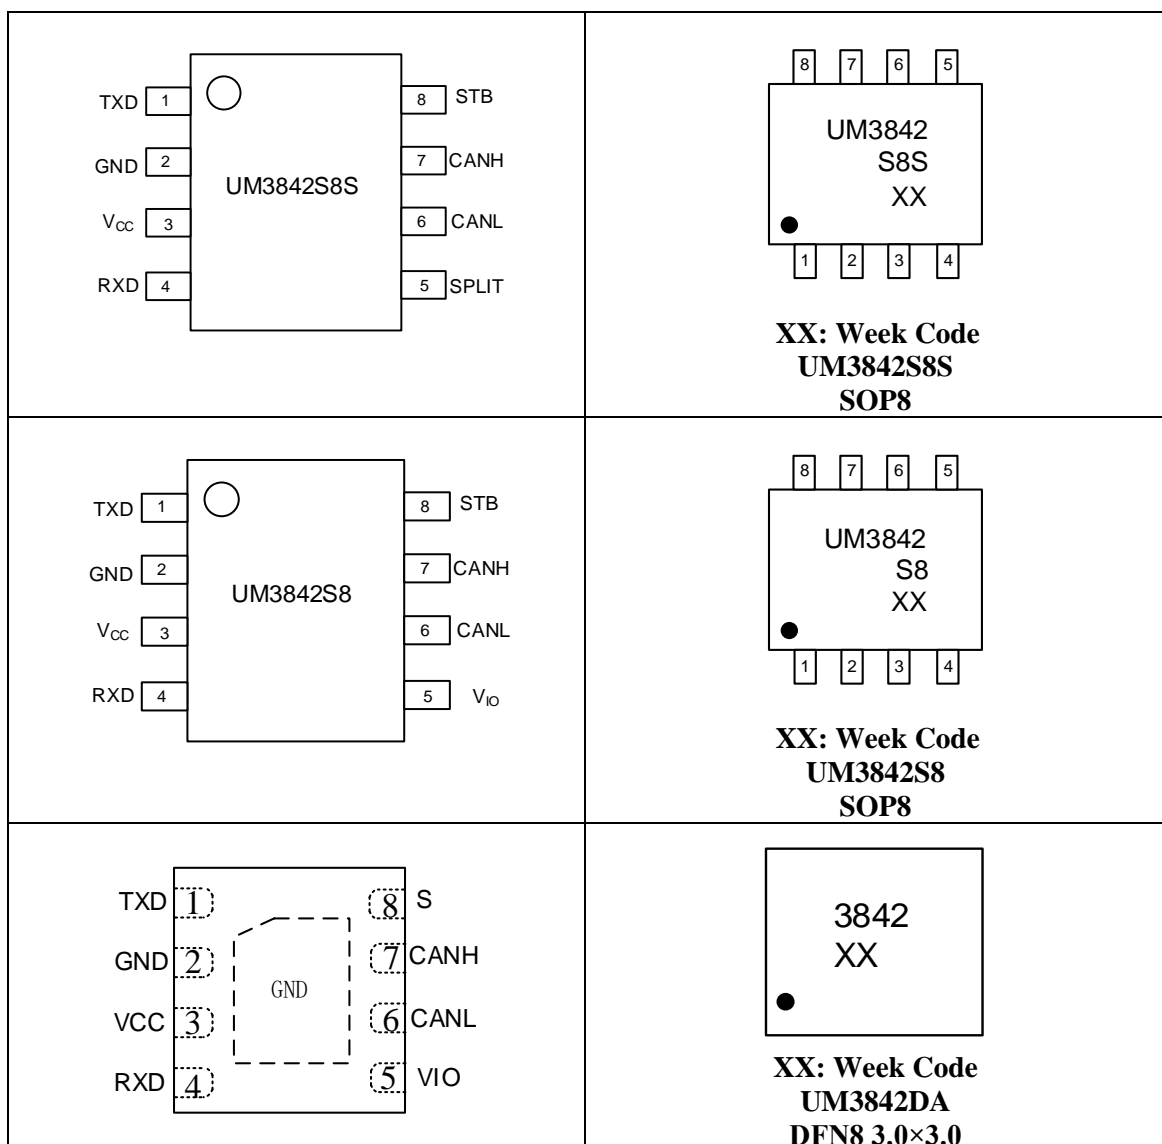 TXD 1 8 STB
GND 2 7 CANH
UM3842S8S
VCC 3 6 CANL
RXD 4 5 SPLIT
8 7 6 5
UM3842
S8S
XX
1 2 3 4
XX: Week Code
UM3842S8S
SOP8
TXD 1 8 STB
GND 2 7 CANH
UM3842S8
VCC 3 6 CANL
RXD 4 5 VIO
8 7 6 5
UM3842
S8
XX
1 2 3 4
XX: Week Code
UM3842S8
SOP8
TXD 1 8 S
GND 2 7 CANH
GND
VCC 3 6 CANL
RXD 4 5 VIO
3842
XX
XX: Week Code
UM3842DA
DFN8 3.0×3.0